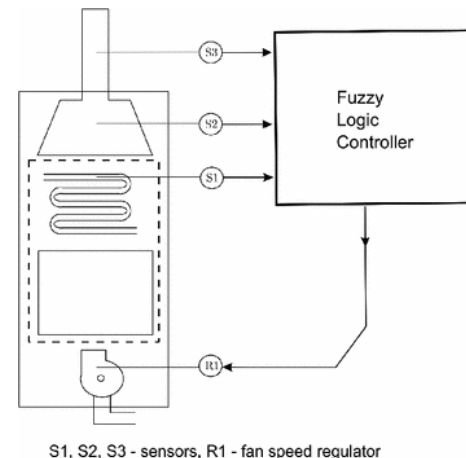 S3
S2
S1
Fuzzy
Logic
Controller
R1
S1, S2, S3 - sensors, R1 - fan speed regulator